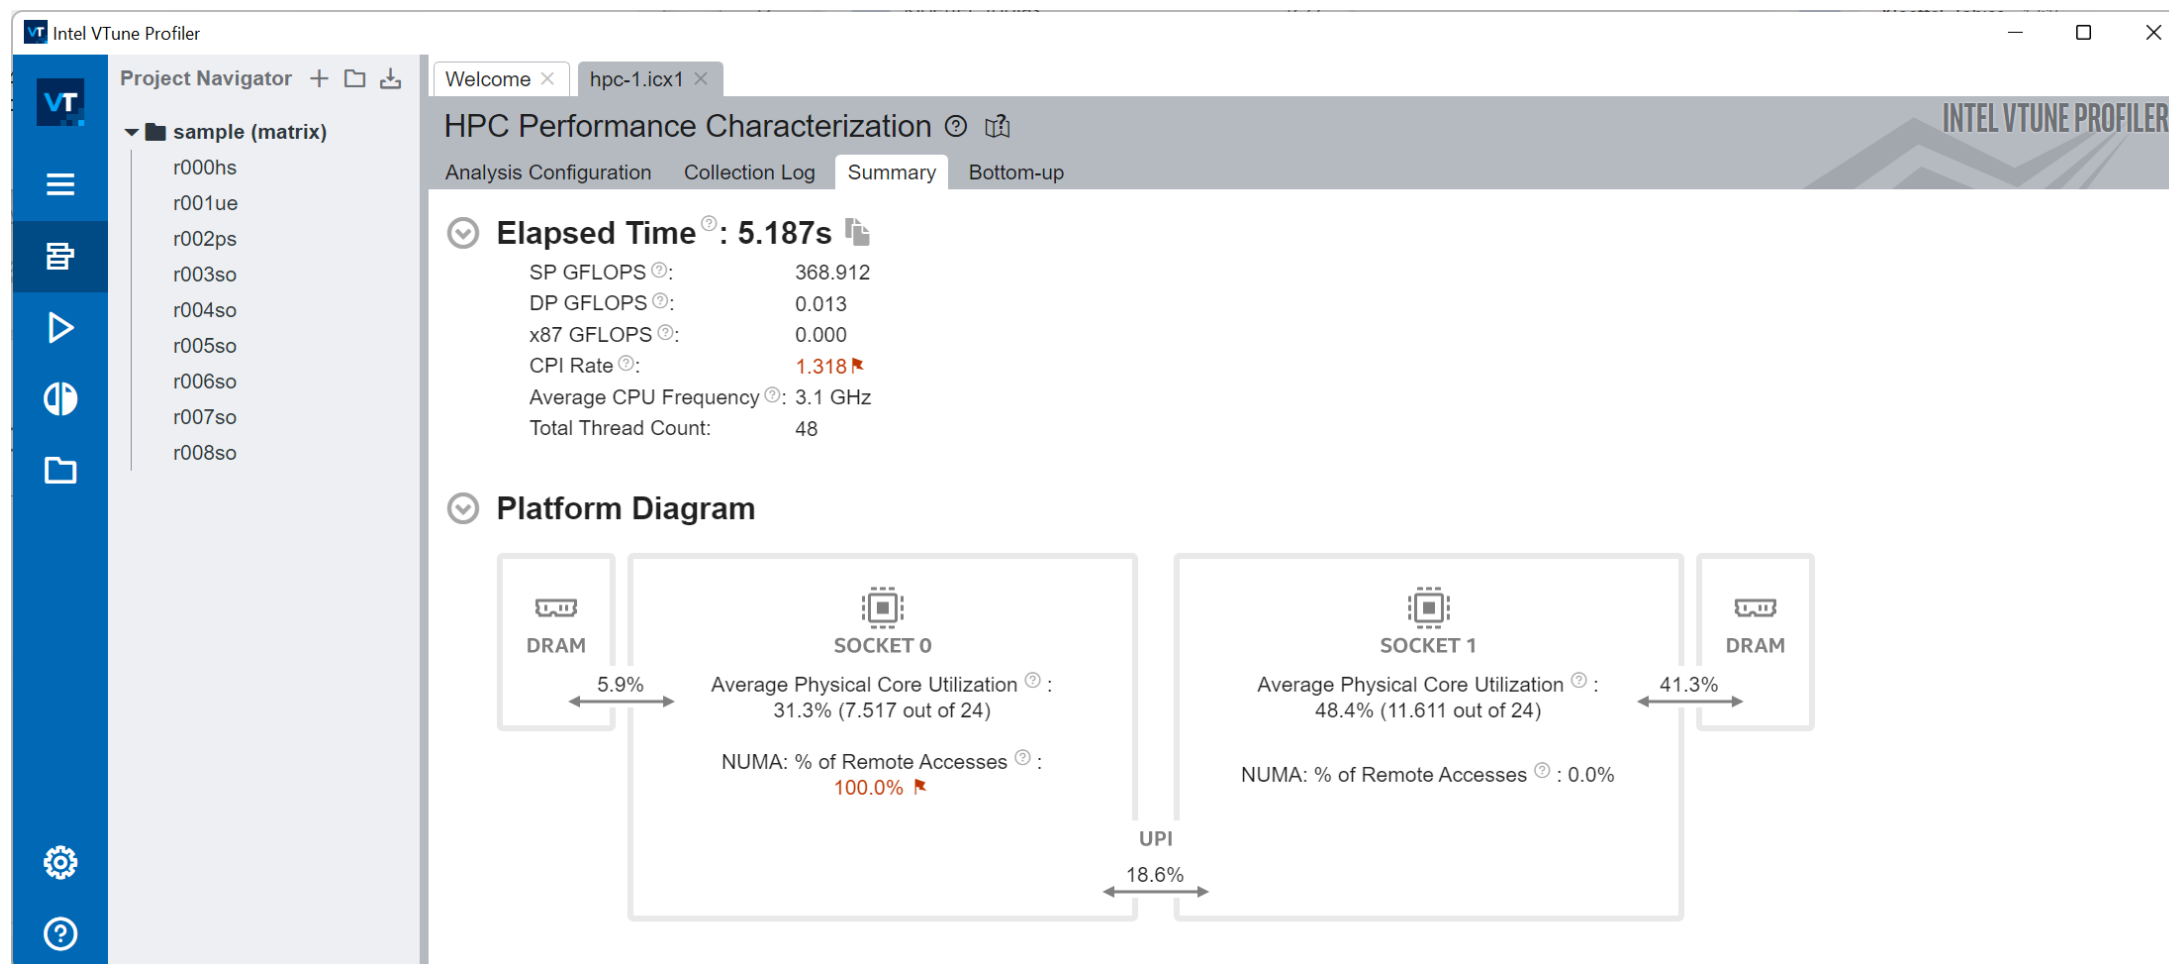 VT Intel VTune Profiler
VT
Project Navigator
sample (matrix)
r000hs
r001ue
r002ps
r003so
r004so
r005so
r006so
r007so
r008so
Welcome
hpc-1.icx1
HPC Performance Characterization
INTEL VTUNE PROFILER
Analysis Configuration Collection Log Summary Bottom-up
Elapsed Time ? : 5.187s
SP GFLOPS ? : 368.912
DP GFLOPS ? : 0.013
x87 GFLOPS ? : 0.000
CPI Rate ? : 1.318
Average CPU Frequency ? : 3.1 GHz
Total Thread Count: 48
Platform Diagram
DRAM
5.9%
SOCKET 0
Average Physical Core Utilization ? :
31.3% (7.517 out of 24)
NUMA: % of Remote Accesses ? :
100.0%
UPI
18.6%
SOCKET 1
Average Physical Core Utilization ? :
48.4% (11.611 out of 24)
NUMA: % of Remote Accesses ? : 0.0%
41.3%
DRAM